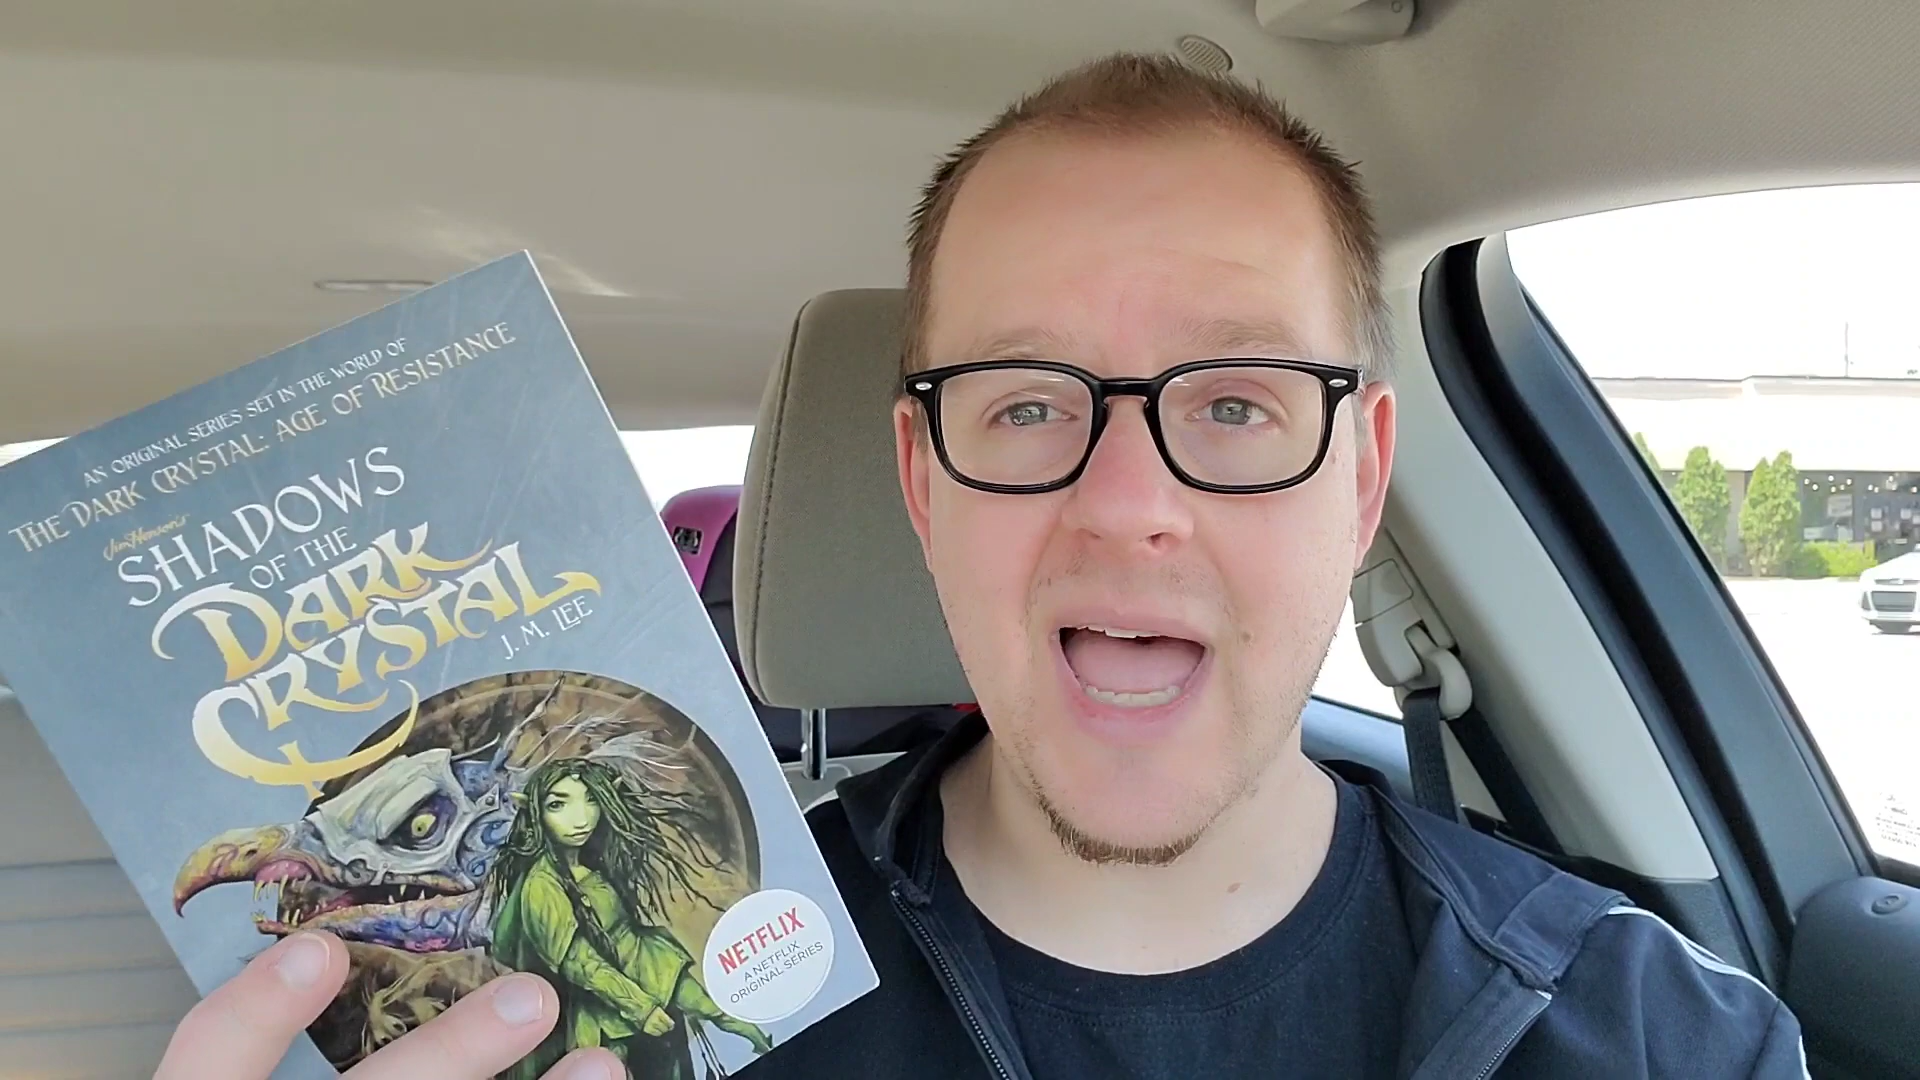 AN ORIGINAL SERIES SET IN THE WORLD OF
THE DARK CRYSTAL: AGE OF RESISTANCE
Jim Henson's
SHADOWS
OF THE
DARK
CRYSTAL
J. M. LEE
NETFLIX
A NETFLIX
ORIGINAL SERIES